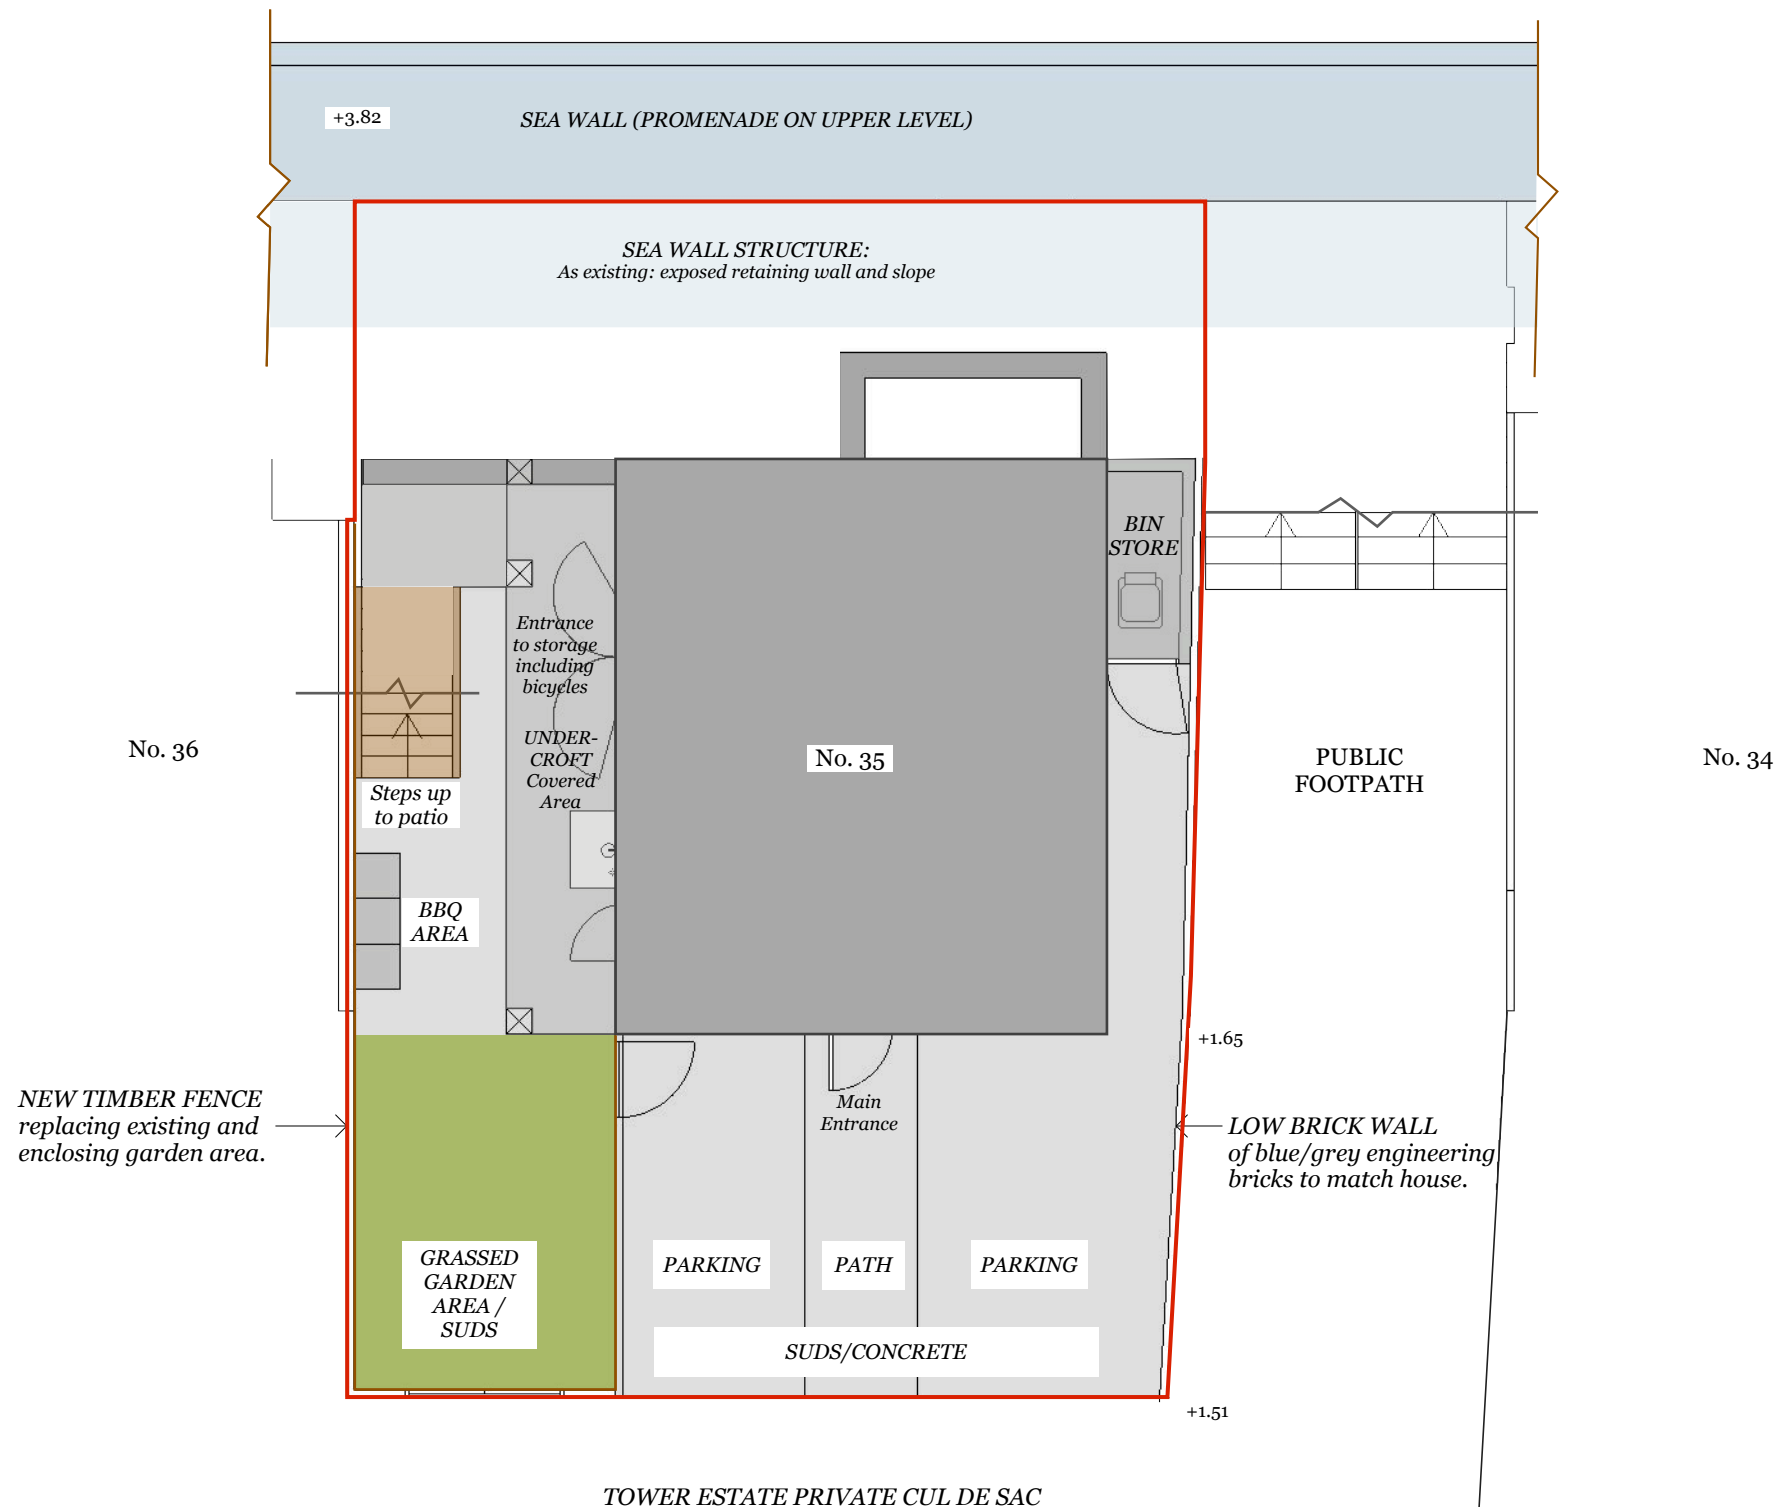 +3.82
SEA WALL (PROMENADE ON UPPER LEVEL)
SEA WALL STRUCTURE:
As existing: exposed retaining wall and slope
BIN
STORE
Entrance
to storage
including
bicycles
UNDER-
CROFT
Covered
Area
No. 36
No. 35
PUBLIC
FOOTPATH
No. 34
Steps up
to patio
BBQ
AREA
+1.65
NEW TIMBER FENCE
replacing existing and
enclosing garden area.
Main
Entrance
LOW BRICK WALL
of blue/grey engineering
bricks to match house.
GRASSED
GARDEN
AREA /
SUDS
PARKING
PATH
PARKING
SUDS/CONCRETE
+1.51
TOWER ESTATE PRIVATE CUL DE SAC